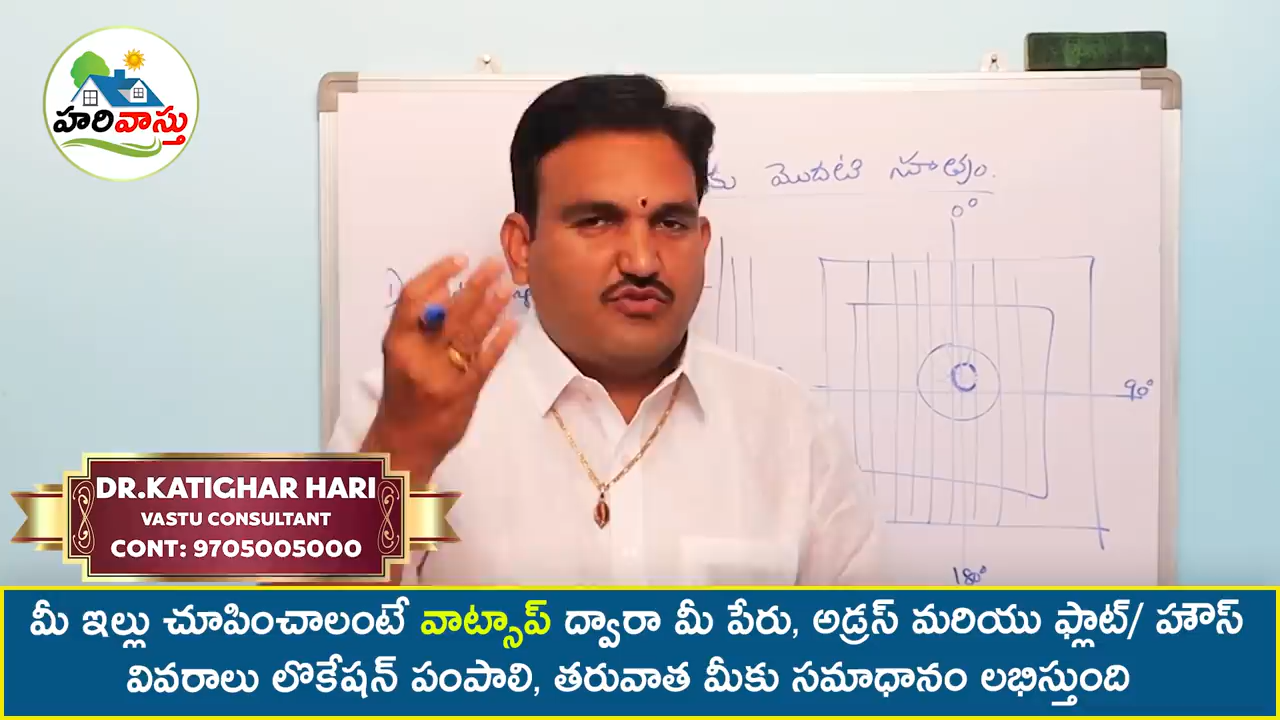 హరివాస్తు
కు మొదటి సూత్రం.
0°
1)
90°
180°
DR.KATIGHAR HARI
VASTU CONSULTANT
CONT: 9705005000
మీ ఇల్లు చూపించాలంటే వాట్సాప్ ద్వారా మీ పేరు, అడ్రస్ మరియు ఫ్లాట్/ హౌస్
వివరాలు లొకేషన్ పంపాలి, తరువాత మీకు సమాధానం లభిస్తుంది